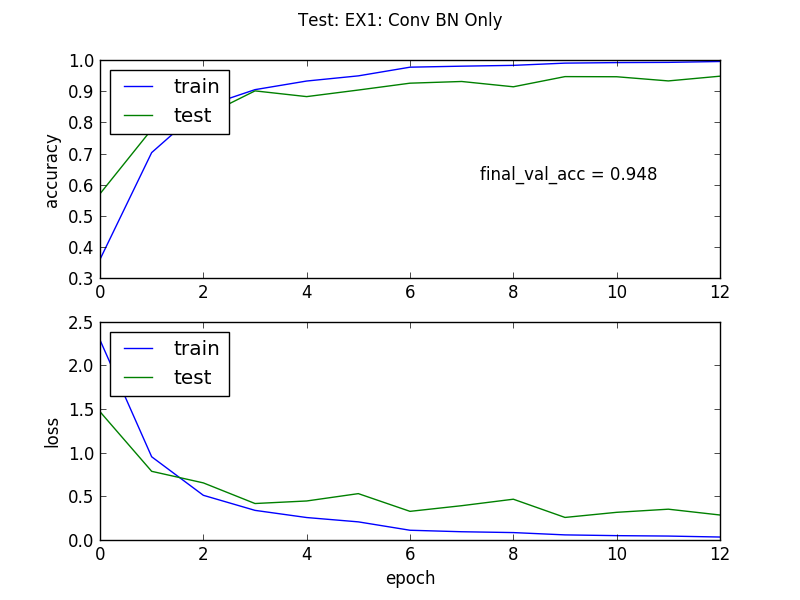 Test: EX1: Conv BN Only
1.0
0.9
0.8
0.7
0.6
0.5
0.4
0.3
accuracy
train
test
final_val_acc = 0.948
0 2 4 6 8 10 12
2.5
2.0
1.5
1.0
0.5
0.0
loss
train
test
0 2 4 6 8 10 12
epoch